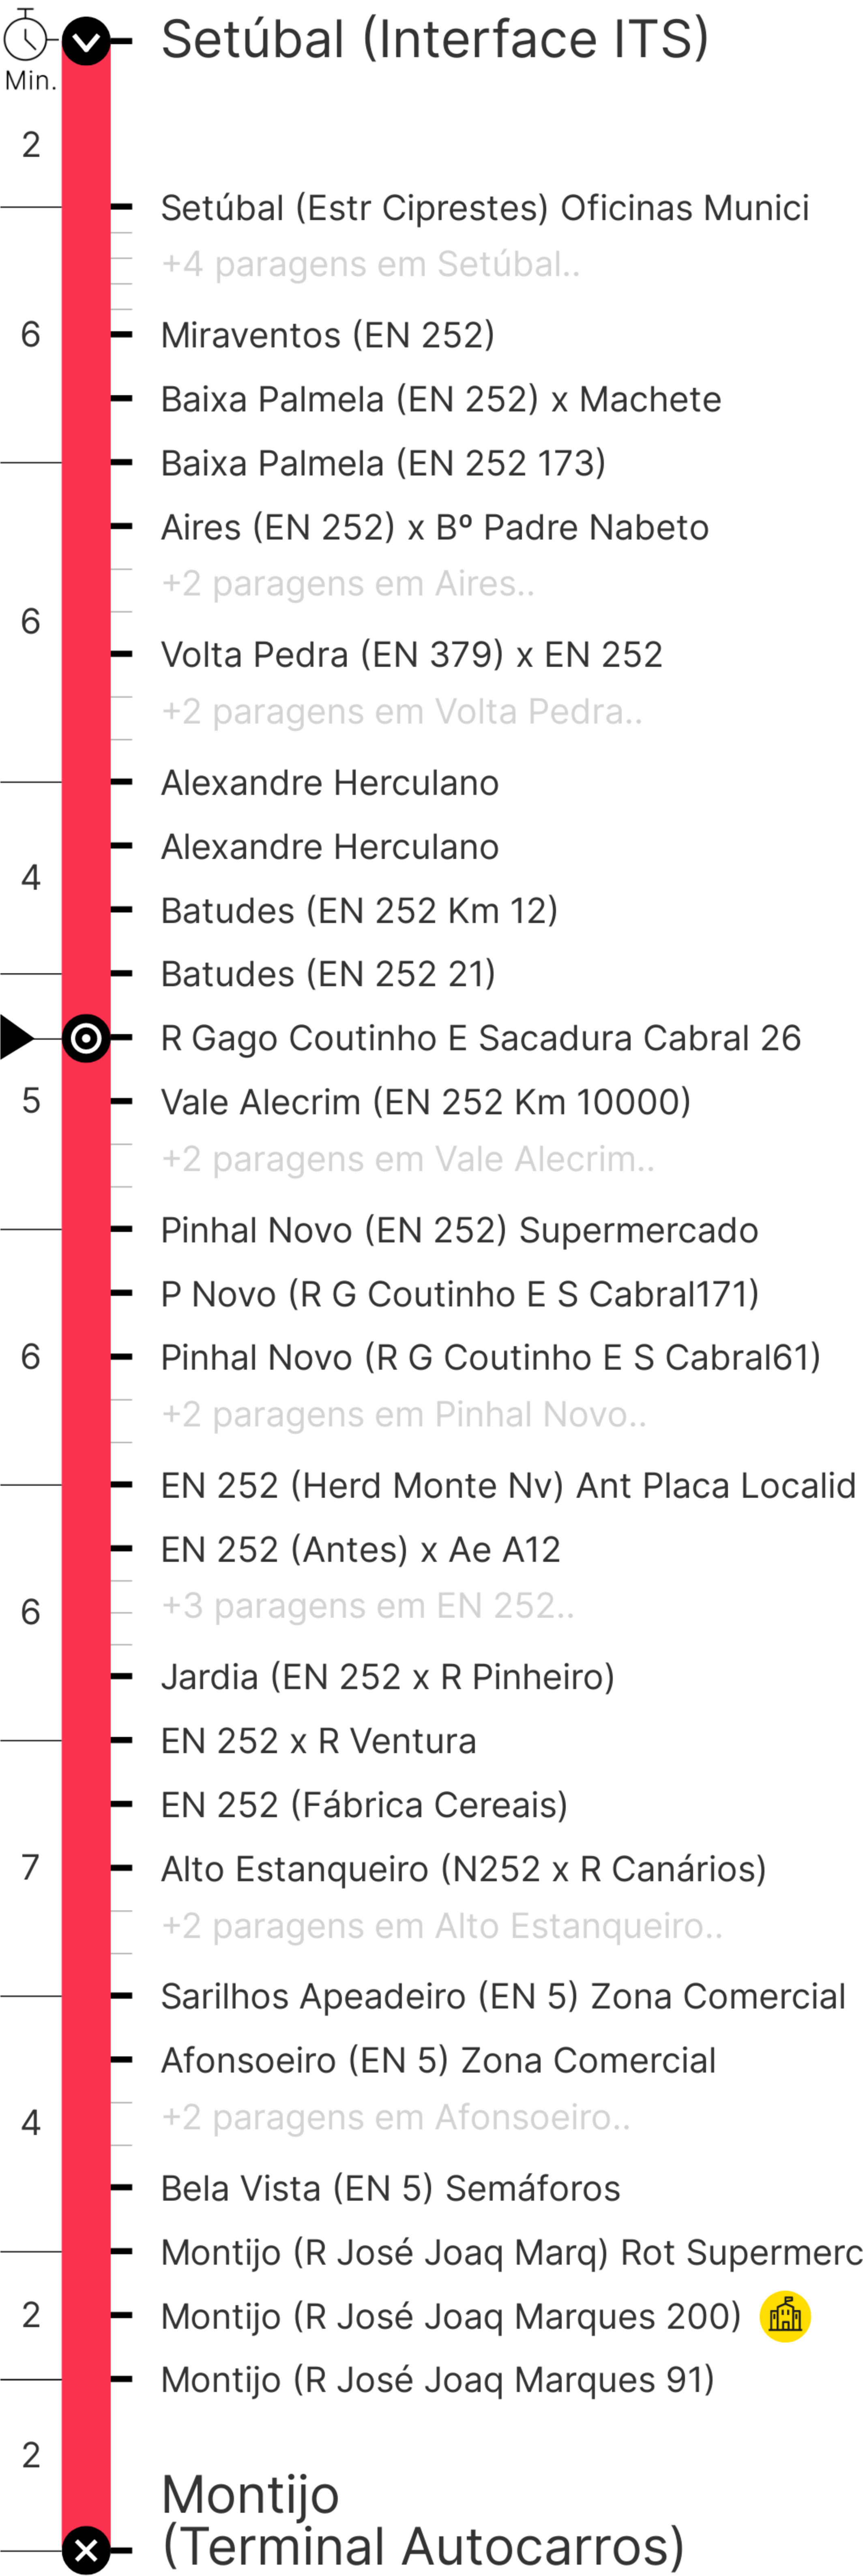 Setúbal (Interface ITS)
Min.
2
Setúbal (Estr Ciprestes) Oficinas Munici
+4 paragens em Setúbal..
6
Miraventos (EN 252)
Baixa Palmela (EN 252) x Machete
Baixa Palmela (EN 252 173)
Aires (EN 252) x Bº Padre Nabeto
+2 paragens em Aires..
6
Volta Pedra (EN 379) x EN 252
+2 paragens em Volta Pedra..
Alexandre Herculano
Alexandre Herculano
4
Batudes (EN 252 Km 12)
Batudes (EN 252 21)
R Gago Coutinho E Sacadura Cabral 26
5
Vale Alecrim (EN 252 Km 10000)
+2 paragens em Vale Alecrim..
Pinhal Novo (EN 252) Supermercado
P Novo (R G Coutinho E S Cabral171)
6
Pinhal Novo (R G Coutinho E S Cabral61)
+2 paragens em Pinhal Novo..
EN 252 (Herd Monte Nv) Ant Placa Localid
EN 252 (Antes) x Ae A12
+3 paragens em EN 252..
6
Jardia (EN 252 x R Pinheiro)
EN 252 x R Ventura
EN 252 (Fábrica Cereais)
7
Alto Estanqueiro (N252 x R Canários)
+2 paragens em Alto Estanqueiro..
Sarilhos Apeadeiro (EN 5) Zona Comercial
Afonsoeiro (EN 5) Zona Comercial
+2 paragens em Afonsoeiro..
4
Bela Vista (EN 5) Semáforos
Montijo (R José Joaq Marq) Rot Supermerc
2
Montijo (R José Joaq Marques 200)
Montijo (R José Joaq Marques 91)
2
Montijo
(Terminal Autocarros)